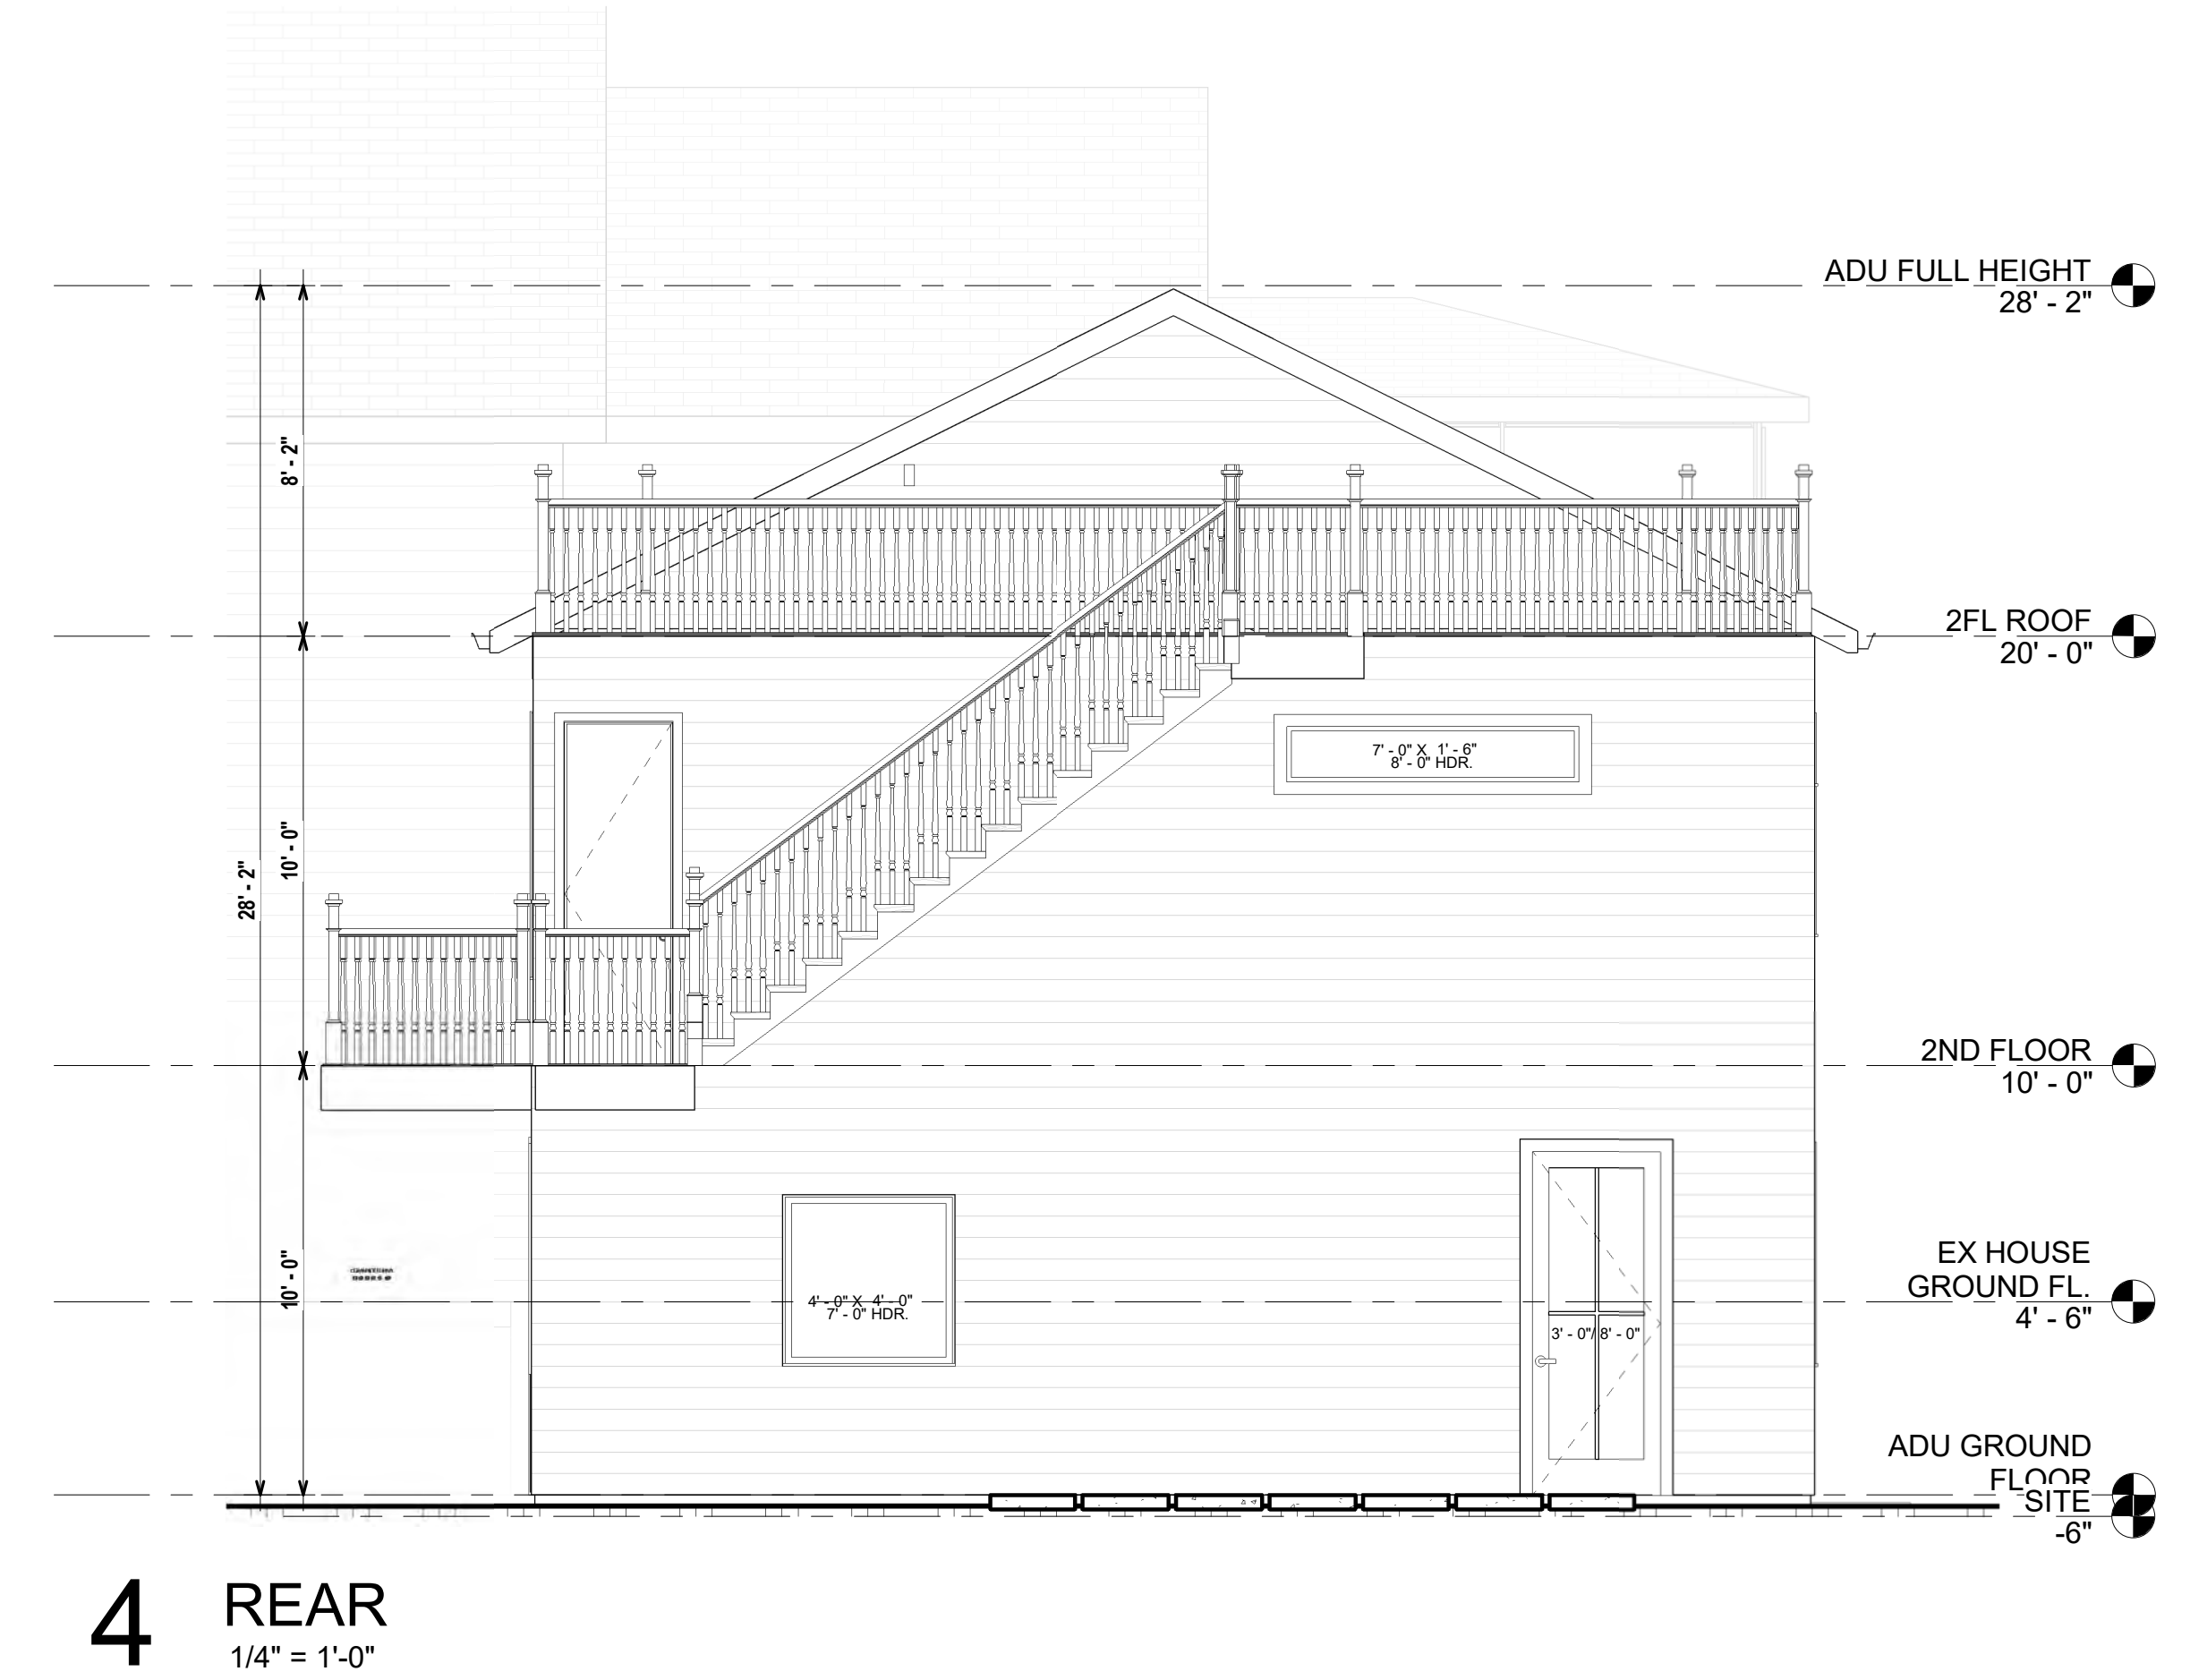 ADU FULL HEIGHT
28' - 2"
8' - 2"
2FL ROOF
20' - 0"
7' - 0" X 1' - 6"
8' - 0" HDR.
10' - 0"
28' - 2"
2ND FLOOR
10' - 0"
EX HOUSE
GROUND FL.
4' - 6"
10' - 0"
4' - 0" X 4' - 0"
7' - 0" HDR.
3' - 0"/ 8' - 0"
ADU GROUND
FLOOR
SITE
-6"
4 REAR
1/4" = 1'-0"